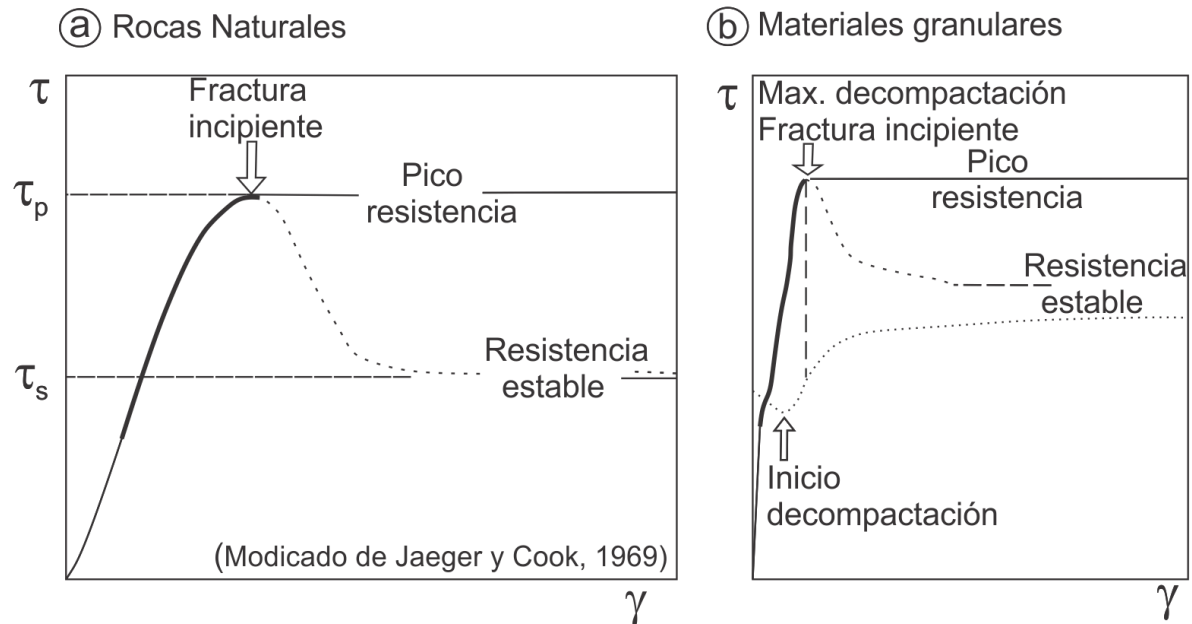 a Rocas Naturales
τ
Fractura
incipiente
τp
Pico
resistencia
τs
Resistencia
estable
(Modicado de Jaeger y Cook, 1969)
γ
b Materiales granulares
τ
Max. decompactación
Fractura incipiente
Pico
resistencia
Resistencia
estable
Inicio
decompactación
γ